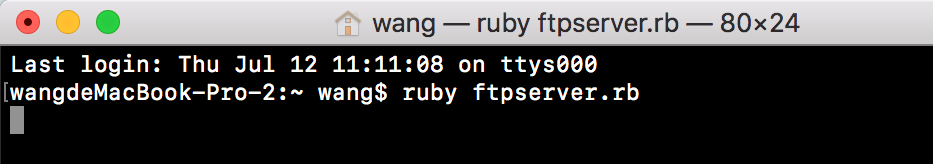 wang — ruby ftpserver.rb — 80×24
Last login: Thu Jul 12 11:11:08 on ttys000
[wangdeMacBook-Pro-2:~ wang$ ruby ftpserver.rb